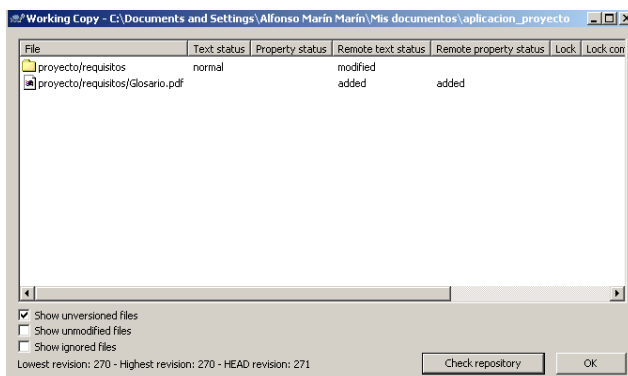 Working Copy - C:\Documents and Settings\Alfonso Marín Marín\Mis documentos\aplicacion_proyecto
File Text status Property status Remote text status Remote property status Lock Lock com
proyecto/requisitos normal modified
proyecto/requisitos/Glosario.pdf added added
Show unversioned files
Show unmodified files
Show ignored files
Lowest revision: 270 - Highest revision: 270 - HEAD revision: 271 Check repository OK